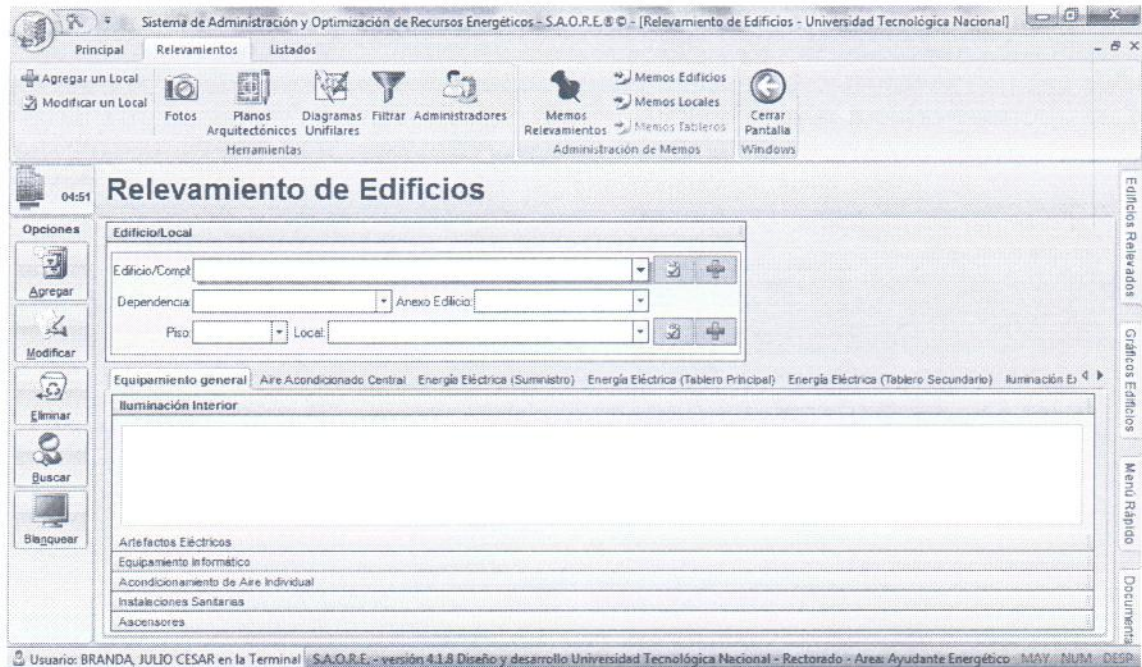 Sistema de Administración y Optimización de Recursos Energéticos - S.A.O.R.E.® © - [Relevamiento de Edificios - Universidad Tecnológica Nacional]
Principal Relevamientos Listados
Agregar un Local
Modificar un Local
Fotos
Planos Arquitectónicos
Diagramas Unifilares
Filtrar
Administradores
Herramientas
Memos Relevamientos
Memos Edificios
Memos Locales
Memos Tableros
Administración de Memos
Cerrar Pantalla
Windows
04:51
Relevamiento de Edificios
Opciones
Agregar
Modificar
Eliminar
Buscar
Blanquear
Edificio/Local
Edificio/Compl:
Dependencia: Anexo Edilicio:
Piso: Local:
Equipamiento general Aire Acondicionado Central Energía Eléctrica (Suministro) Energía Eléctrica (Tablero Principal) Energía Eléctrica (Tablero Secundario) Iluminación Ex
Iluminación Interior
Artefactos Eléctricos
Equipamiento Informático
Acondicionamiento de Aire Individual
Instalaciones Sanitarias
Ascensores
Edificios Relevados
Gráficos Edificios
Menú Rápido
Documenta
Usuario: BRANDA, JULIO CESAR en la Terminal S.A.O.R.E. - versión 4.1.8 Diseño y desarrollo Universidad Tecnológica Nacional - Rectorado - Area: Ayudante Energético MAY NUM DESP